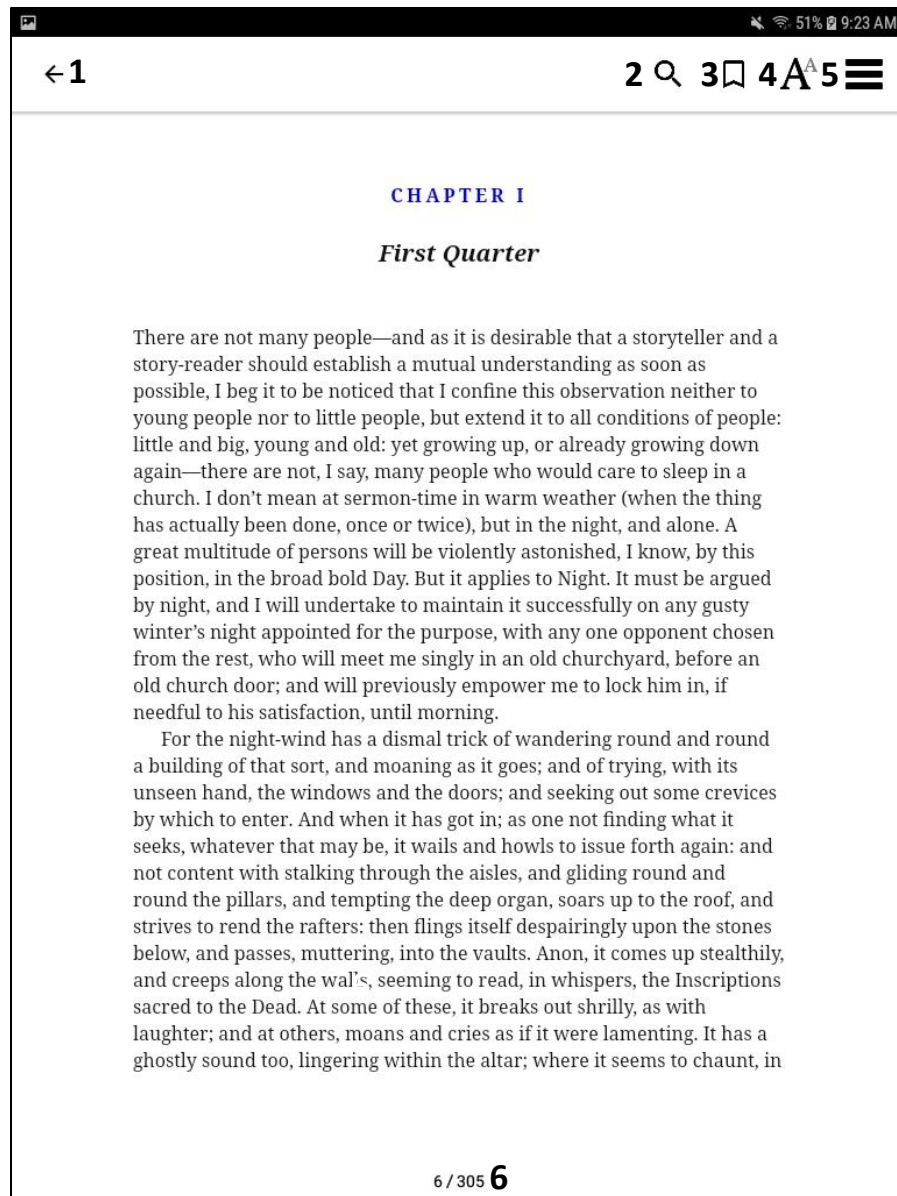 51% 9:23 AM
1 2 3 4 AA 5
CHAPTER I
First Quarter
There are not many people—and as it is desirable that a storyteller and a
story-reader should establish a mutual understanding as soon as
possible, I beg it to be noticed that I confine this observation neither to
young people nor to little people, but extend it to all conditions of people:
little and big, young and old: yet growing up, or already growing down
again—there are not, I say, many people who would care to sleep in a
church. I don’t mean at sermon-time in warm weather (when the thing
has actually been done, once or twice), but in the night, and alone. A
great multitude of persons will be violently astonished, I know, by this
position, in the broad bold Day. But it applies to Night. It must be argued
by night, and I will undertake to maintain it successfully on any gusty
winter’s night appointed for the purpose, with any one opponent chosen
from the rest, who will meet me singly in an old churchyard, before an
old church door; and will previously empower me to lock him in, if
needful to his satisfaction, until morning.
For the night-wind has a dismal trick of wandering round and round
a building of that sort, and moaning as it goes; and of trying, with its
unseen hand, the windows and the doors; and seeking out some crevices
by which to enter. And when it has got in; as one not finding what it
seeks, whatever that may be, it wails and howls to issue forth again: and
not content with stalking through the aisles, and gliding round and
round the pillars, and tempting the deep organ, soars up to the roof, and
strives to rend the rafters: then flings itself despairingly upon the stones
below, and passes, muttering, into the vaults. Anon, it comes up stealthily,
and creeps along the walls, seeming to read, in whispers, the Inscriptions
sacred to the Dead. At some of these, it breaks out shrilly, as with
laughter; and at others, moans and cries as if it were lamenting. It has a
ghostly sound too, lingering within the altar; where it seems to chaunt, in
6 / 305 6